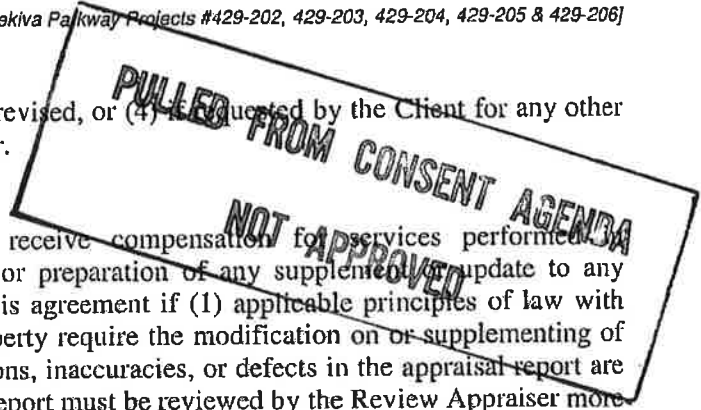 ekiva Parkway Projects #429-202, 429-203, 429-204, 429-205 & 429-206]
revised, or (4) if requested by the Client for any other
r.
PULLED FROM CONSENT AGENDA
NOT APPROVED
receive compensation for services performed
or preparation of any supplement or update to any
is agreement if (1) applicable principles of law with
perty require the modification on or supplementing of
ons, inaccuracies, or defects in the appraisal report are
eport must be reviewed by the Review Appraiser more